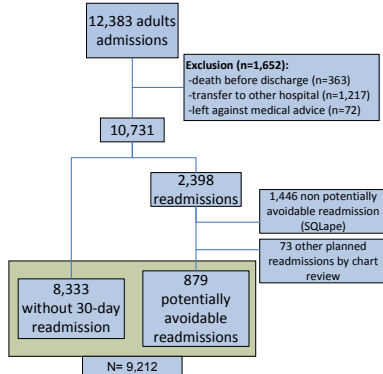 12,383 adults
admissions
Exclusion (n=1,652):
-death before discharge (n=363)
-transfer to other hospital (n=1,217)
-left against medical advice (n=72)
10,731
2,398
readmissions
1,446 non potentially
avoidable readmission
(SQLape)
73 other planned
readmissions by chart
review
8,333
without 30-day
readmission
879
potentially
avoidable
readmissions
N= 9,212